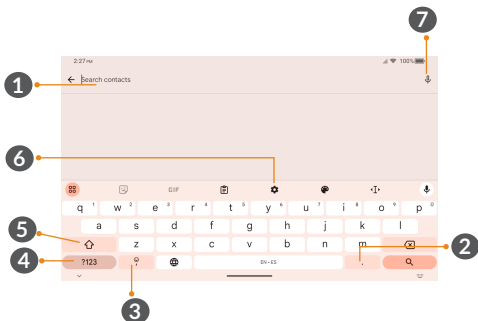 7
2:27 PM 100%
1 Search contacts
6
GIF
q 1 w 2 e 3 r 4 t 5 y 6 u 7 i 8 o 9 p 0
a s d f g h j k l
5 z x c v b n m 2
4 ?123 , EN • ES .
3